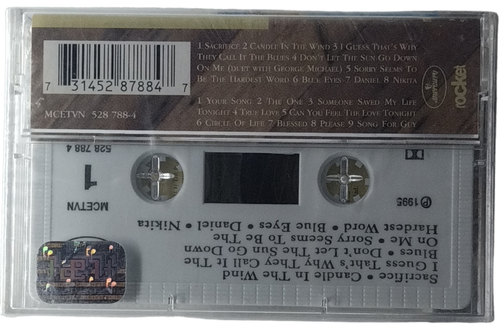 1 Sacrifice 2 Candle In The Wind 3 I Guess That's Why
They Call It The Blues 4 Don't Let The Sun Go Down
On Me (duet with George Michael) 5 Sorry Seems To
Be The Hardest Word 6 Blue Eyes 7 Daniel 8 Nikita
7 31452 87884 7
1 Your Song 2 The One 3 Someone Saved My Life
Tonight 4 True Love 5 Can You Feel The Love Tonight
6 Circle Of Life 7 Blessed 8 Please 9 Song For Guy
MCETVN 528 788-4
mercury
rocket
Sacrifice • Candle In The Wind
I Guess Taht's Why They Call It The
Blues • Don't Let The Sun Go Down
On Me • Sorry Seems To Be The
Hardest Word • Blue Eyes • Daniel • Nikita
℗ 1995
MCETVN
1
528 788 4